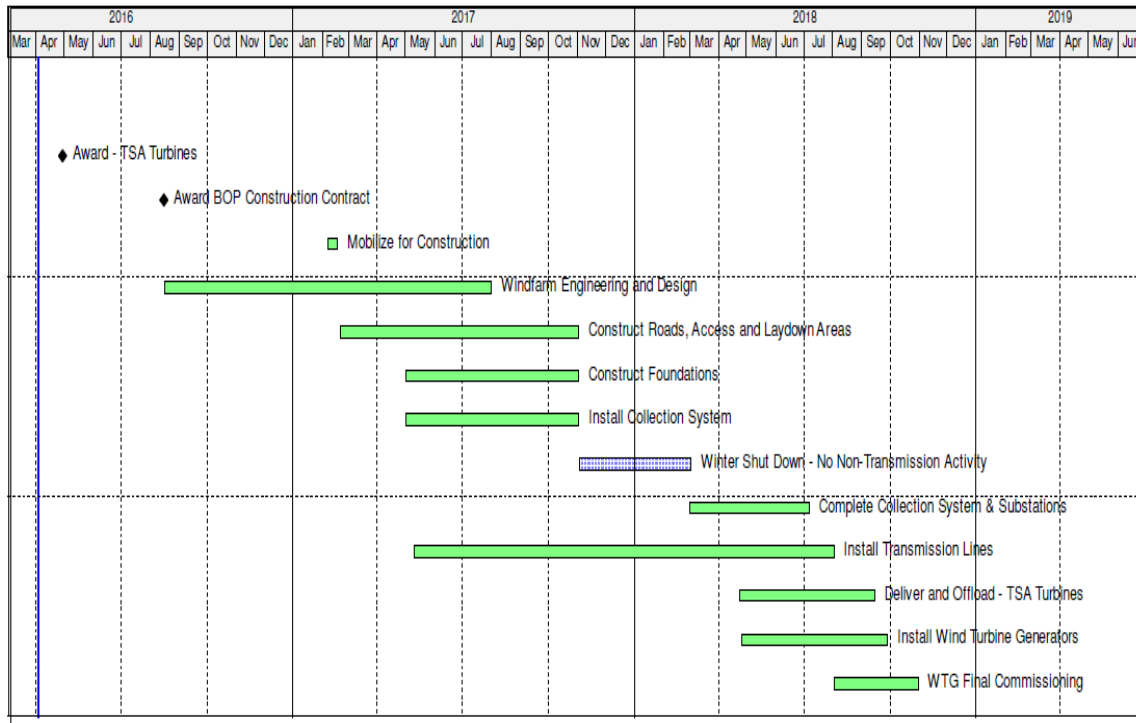 2016 2017 2018 2019
Mar Apr May Jun Jul Aug Sep Oct Nov Dec Jan Feb Mar Apr May Jun Jul Aug Sep Oct Nov Dec Jan Feb Mar Apr May Jun Jul Aug Sep Oct Nov Dec Jan Feb Mar Apr May Jun
Award - TSA Turbines
Award BOP Construction Contract
Mobilize for Construction
Windfarm Engineering and Design
Construct Roads, Access and Laydown Areas
Construct Foundations
Install Collection System
Winter Shut Down - No Non-Transmission Activity
Complete Collection System & Substations
Install Transmission Lines
Deliver and Offload - TSA Turbines
Install Wind Turbine Generators
WTG Final Commissioning